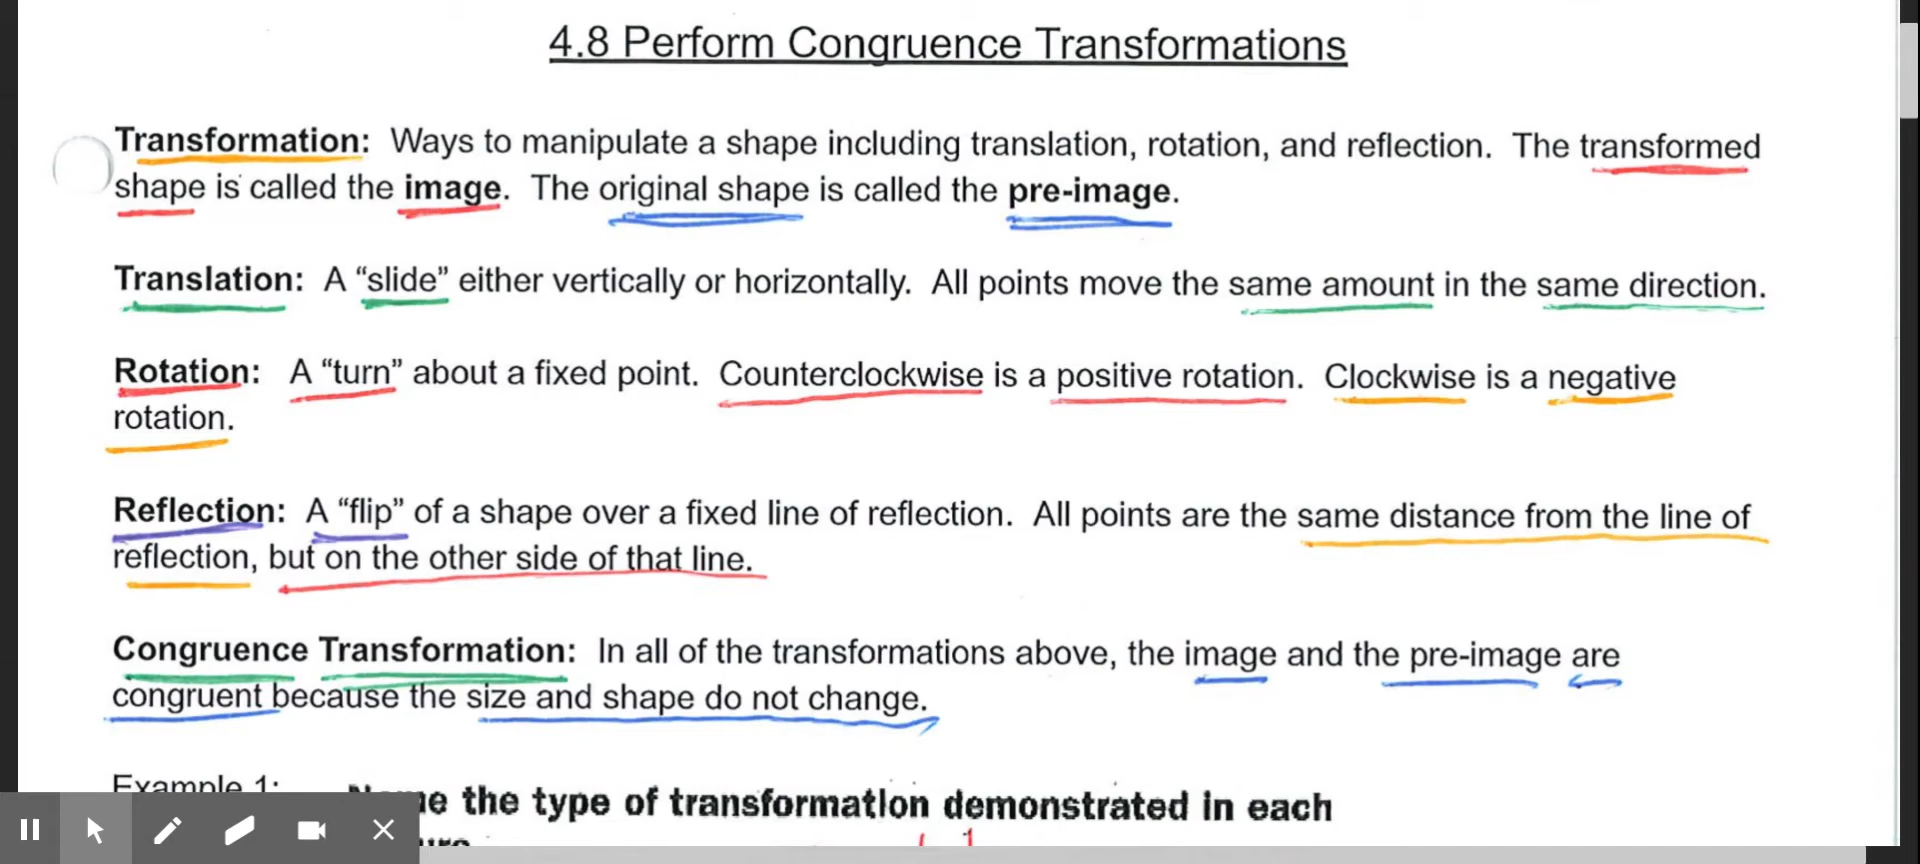 4.8 Perform Congruence Transformations
Transformation: Ways to manipulate a shape including translation, rotation, and reflection. The transformed
shape is called the image. The original shape is called the pre-image.
Translation: A “slide” either vertically or horizontally. All points move the same amount in the same direction.
Rotation: A “turn” about a fixed point. Counterclockwise is a positive rotation. Clockwise is a negative
rotation.
Reflection: A “flip” of a shape over a fixed line of reflection. All points are the same distance from the line of
reflection, but on the other side of that line.
Congruence Transformation: In all of the transformations above, the image and the pre-image are
congruent because the size and shape do not change.
Example 1:
the type of transformation demonstrated in each